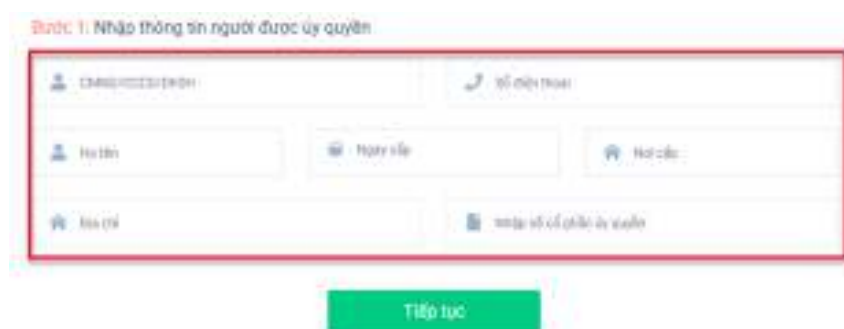 Bước 1: Nhập thông tin người được ủy quyền
CMND/CCCD/ĐKDN
Số điện thoại
Họ tên
Ngày cấp
Nơi cấp
Địa chỉ
Nhập số cổ phần ủy quyền
Tiếp tục